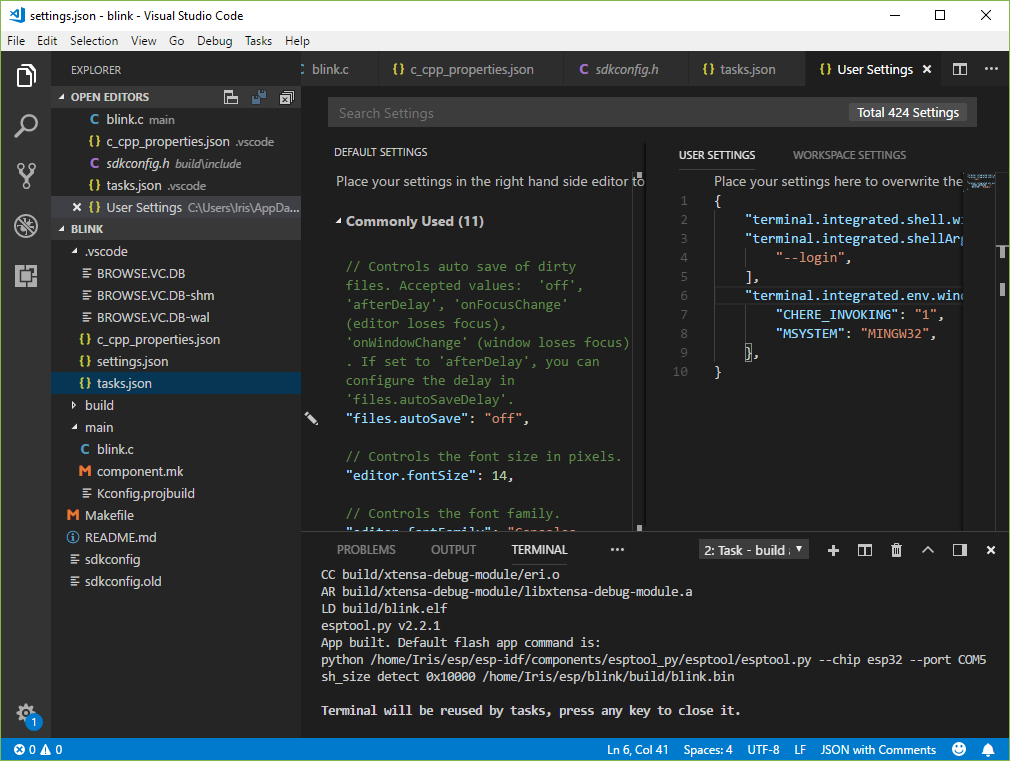 settings.json - blink - Visual Studio Code
File Edit Selection View Go Debug Tasks Help
EXPLORER
OPEN EDITORS
blink.c main
c_cpp_properties.json .vscode
sdkconfig.h build\include
tasks.json .vscode
User Settings C:\Users\Iris\AppDa...
BLINK
.vscode
BROWSE.VC.DB
BROWSE.VC.DB-shm
BROWSE.VC.DB-wal
c_cpp_properties.json
settings.json
tasks.json
build
main
blink.c
component.mk
Kconfig.projbuild
Makefile
README.md
sdkconfig
sdkconfig.old
1
blink.c
c_cpp_properties.json
sdkconfig.h
tasks.json
User Settings
Search Settings
Total 424 Settings
DEFAULT SETTINGS
Place your settings in the right hand side editor to
Commonly Used (11)
// Controls auto save of dirty
files. Accepted values:  'off',
'afterDelay', 'onFocusChange'
(editor loses focus),
'onWindowChange' (window loses focus)
. If set to 'afterDelay', you can
configure the delay in
'files.autoSaveDelay'.
"files.autoSave": "off",
// Controls the font size in pixels.
"editor.fontSize": 14,
// Controls the font family.
"editor.fontFamily": "Consolas
USER SETTINGS WORKSPACE SETTINGS
Place your settings here to overwrite the
1 {
2 "terminal.integrated.shell.wi
3 "terminal.integrated.shellArg
4 "--login",
5 ],
6 "terminal.integrated.env.wind
7 "CHERE_INVOKING": "1",
8 "MSYSTEM": "MINGW32",
9 },
10 }
PROBLEMS OUTPUT TERMINAL ••• 2: Task - build
CC build/xtensa-debug-module/eri.o
AR build/xtensa-debug-module/libxtensa-debug-module.a
LD build/blink.elf
esptool.py v2.2.1
App built. Default flash app command is:
python /home/Iris/esp/esp-idf/components/esptool_py/esptool/esptool.py --chip esp32 --port COM5
sh_size detect 0x10000 /home/Iris/esp/blink/build/blink.bin
Terminal will be reused by tasks, press any key to close it.
0 0
Ln 6, Col 41 Spaces: 4 UTF-8 LF JSON with Comments